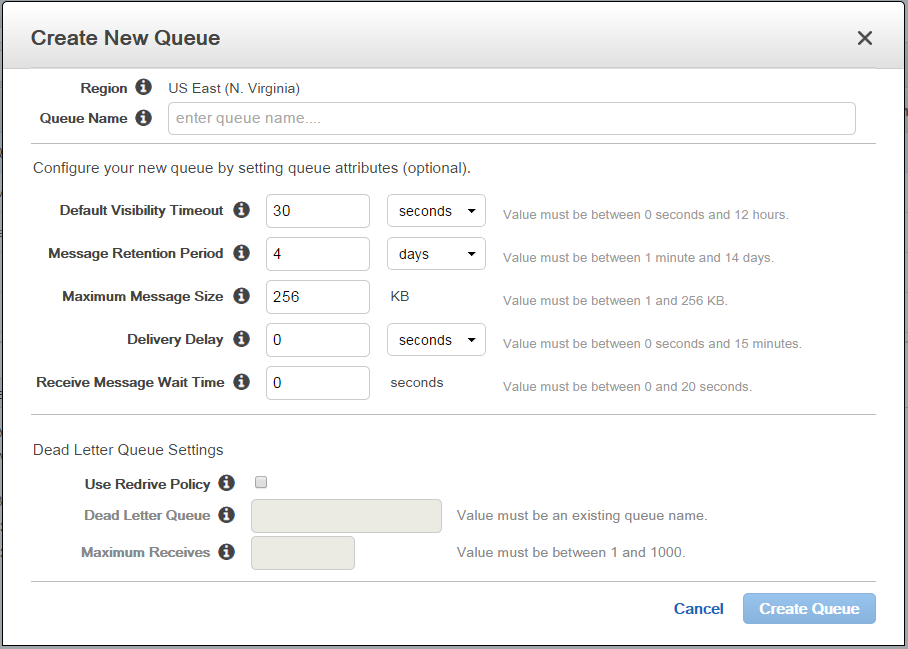 Create New Queue
Region US East (N. Virginia)
Queue Name enter queue name....
Configure your new queue by setting queue attributes (optional).
Default Visibility Timeout 30 seconds Value must be between 0 seconds and 12 hours.
Message Retention Period 4 days Value must be between 1 minute and 14 days.
Maximum Message Size 256 KB Value must be between 1 and 256 KB.
Delivery Delay 0 seconds Value must be between 0 seconds and 15 minutes.
Receive Message Wait Time 0 seconds Value must be between 0 and 20 seconds.
Dead Letter Queue Settings
Use Redrive Policy
Dead Letter Queue Value must be an existing queue name.
Maximum Receives Value must be between 1 and 1000.
Cancel Create Queue